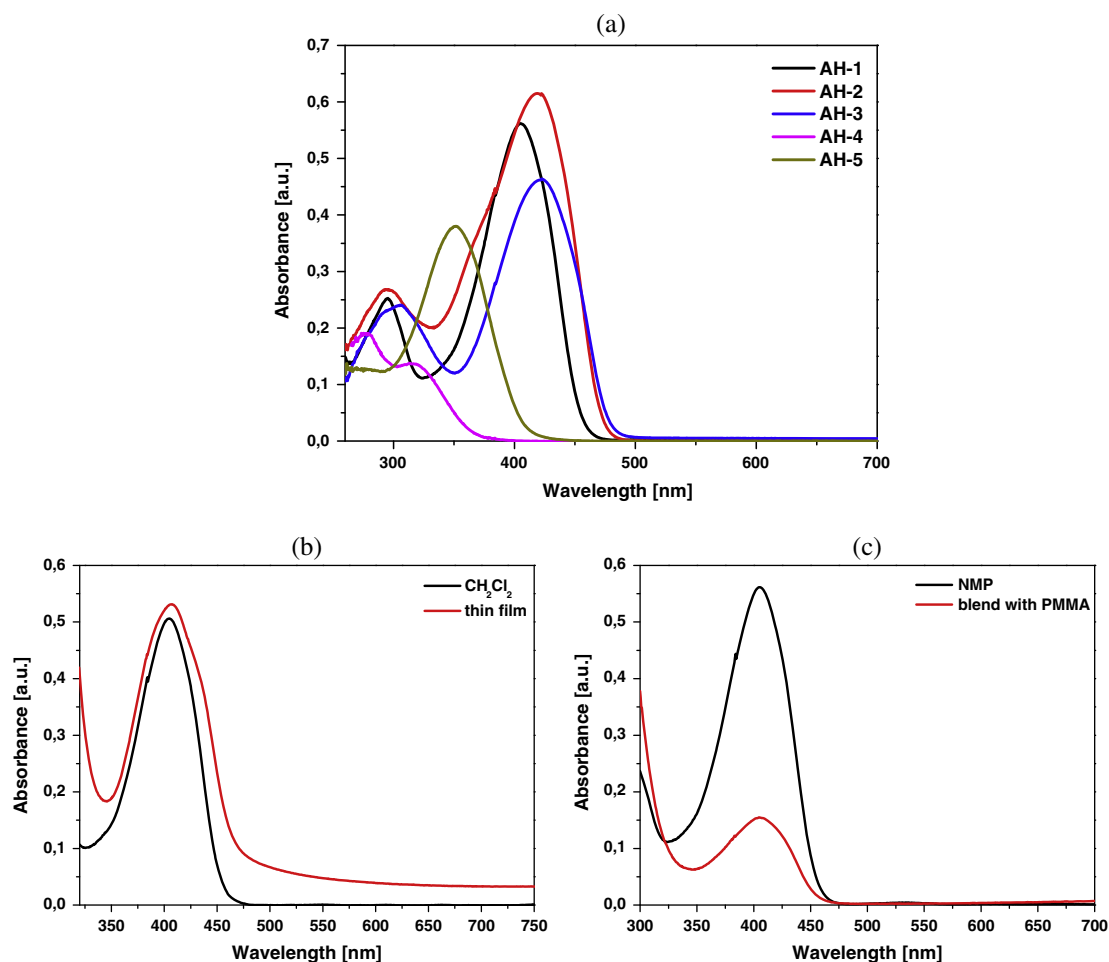 (a)
0,7
0,6
0,5
0,4
0,3
0,2
0,1
0,0
Absorbance [a.u.]
AH-1
AH-2
AH-3
AH-4
AH-5
300 400 500 600 700
Wavelength [nm]
(b)
0,6
0,5
0,4
0,3
0,2
0,1
0,0
Absorbance [a.u.]
CH₂Cl₂
thin film
350 400 450 500 550 600 650 700 750
Wavelength [nm]
(c)
0,6
0,5
0,4
0,3
0,2
0,1
0,0
Absorbance [a.u.]
NMP
blend with PMMA
300 350 400 450 500 550 600 650 700
Wavelength [nm]